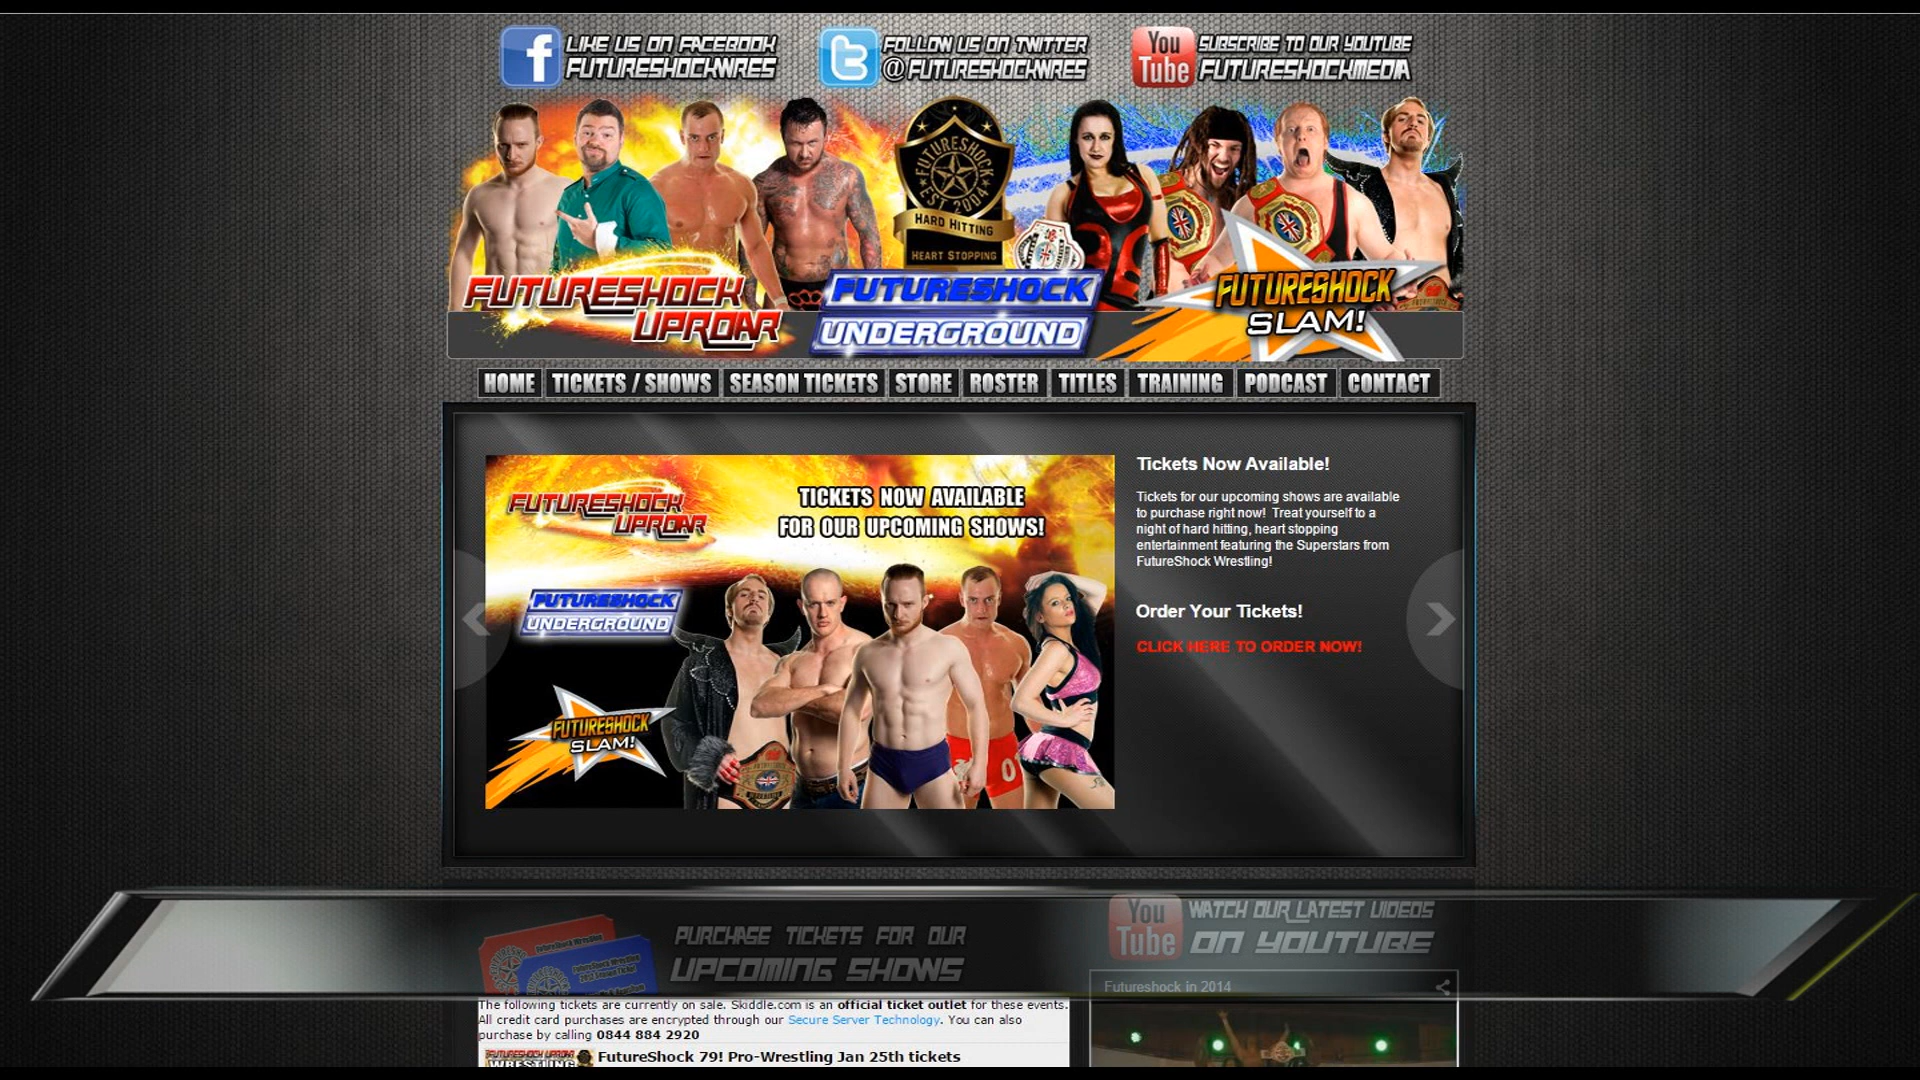 LIKE US ON FACEBOOK
FUTURESHOCKWRES
FOLLOW US ON TWITTER
@FUTURESHOCKWRES
You
Tube
SUBSCRIBE TO OUR YOUTUBE
FUTURESHOCKMEDIA
FUTURESHOCK
EST 2004
HARD HITTING
HEART STOPPING
FUTURESHOCK
UPROAR
FUTURESHOCK
UNDERGROUND
FUTURESHOCK
SLAM!
HOME TICKETS / SHOWS SEASON TICKETS STORE ROSTER TITLES TRAINING PODCAST CONTACT
FUTURESHOCK
UPROAR
TICKETS NOW AVAILABLE
FOR OUR UPCOMING SHOWS!
FUTURESHOCK
UNDERGROUND
FUTURESHOCK
SLAM!
Tickets Now Available!
Tickets for our upcoming shows are available
to purchase right now! Treat yourself to a
night of hard hitting, heart stopping
entertainment featuring the Superstars from
FutureShock Wrestling!
Order Your Tickets!
CLICK HERE TO ORDER NOW!
PURCHASE TICKETS FOR OUR
UPCOMING SHOWS
You
Tube
WATCH OUR LATEST VIDEOS
ON YOUTUBE
Futureshock in 2014
The following tickets are currently on sale. Skiddle.com is an official ticket outlet for these events.
All credit card purchases are encrypted through our Secure Server Technology. You can also
purchase by calling 0844 884 2920
FUTURESHOCK UPROAR
WRESTLING
FutureShock 79! Pro-Wrestling Jan 25th tickets